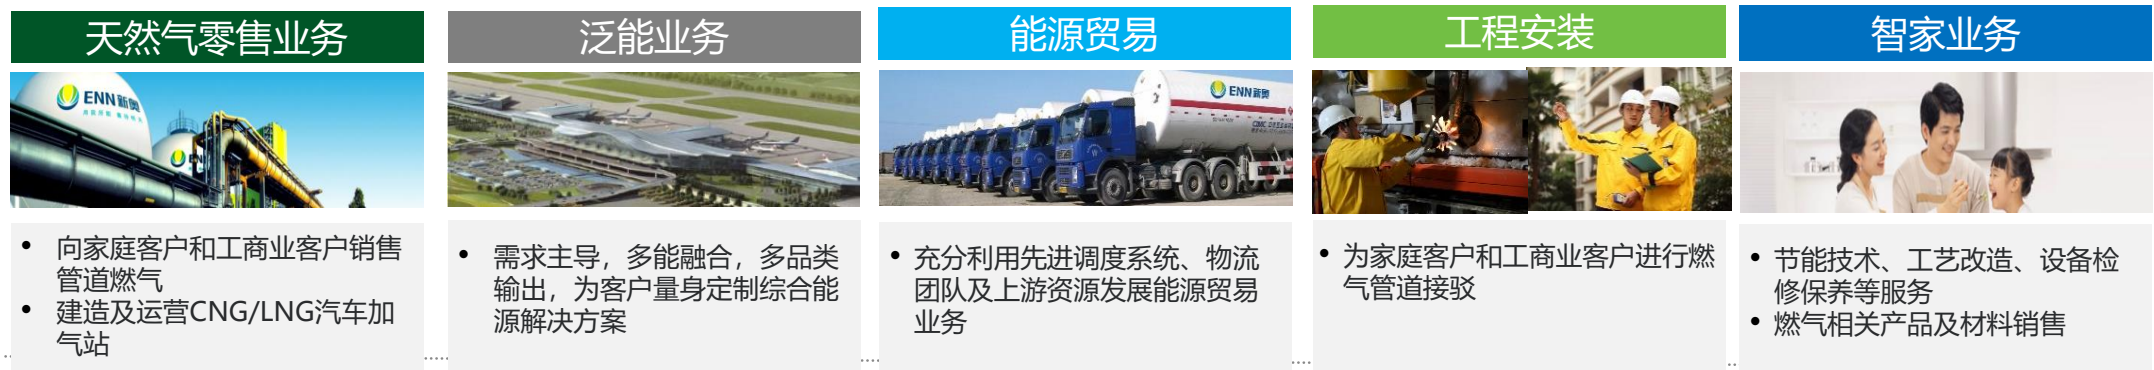 天然气零售业务
泛能业务
能源贸易
工程安装
智家业务
ENN新奥
ENN新奥
• 向家庭客户和工商业客户销售
管道燃气
• 建造及运营CNG/LNG汽车加
气站
• 需求主导，多能融合，多品类
输出，为客户量身定制综合能
源解决方案
• 充分利用先进调度系统、物流
团队及上游资源发展能源贸易
业务
• 为家庭客户和工商业客户进行燃
气管道接驳
• 节能技术、工艺改造、设备检
修保养等服务
• 燃气相关产品及材料销售